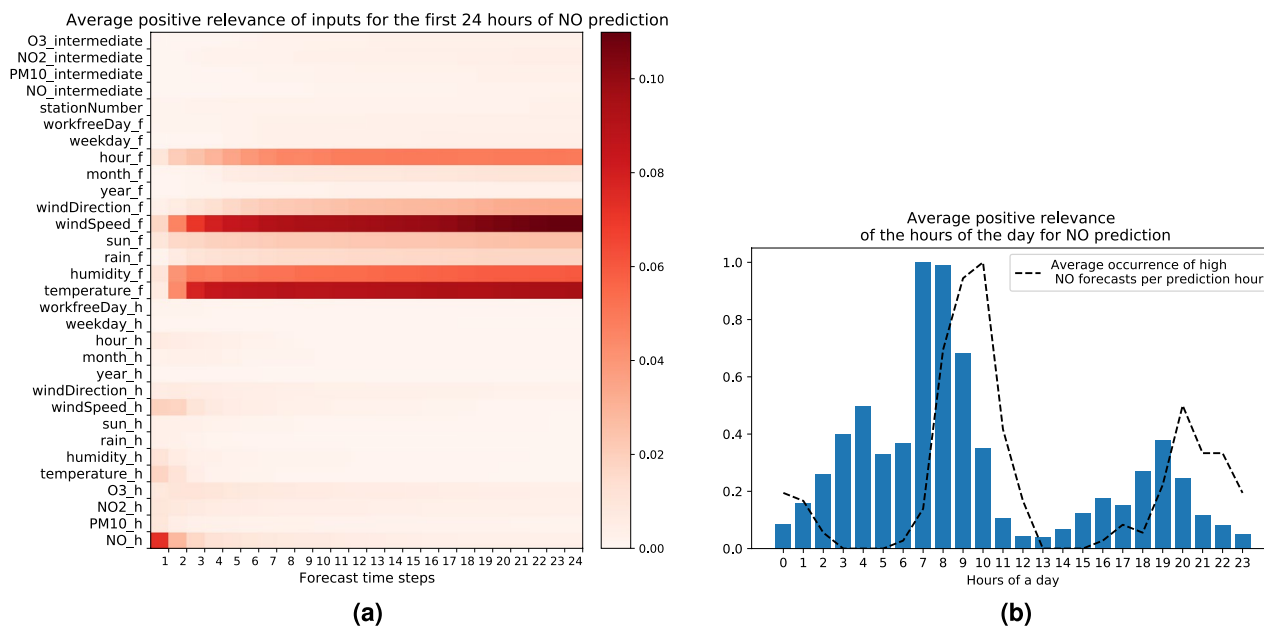 Average positive relevance of inputs for the first 24 hours of NO prediction
O3_intermediate
NO2_intermediate
PM10_intermediate
NO_intermediate
stationNumber
workfreeDay_f
weekday_f
hour_f
month_f
year_f
windDirection_f
windSpeed_f
sun_f
rain_f
humidity_f
temperature_f
workfreeDay_h
weekday_h
hour_h
month_h
year_h
windDirection_h
windSpeed_h
sun_h
rain_h
humidity_h
temperature_h
O3_h
NO2_h
PM10_h
NO_h
1 2 3 4 5 6 7 8 9 10 11 12 13 14 15 16 17 18 19 20 21 22 23 24
Forecast time steps
0.10
0.08
0.06
0.04
0.02
0.00
(a)
Average positive relevance
of the hours of the day for NO prediction
Average occurrence of high
NO forecasts per prediction hour
1.0
0.8
0.6
0.4
0.2
0.0
0 1 2 3 4 5 6 7 8 9 10 11 12 13 14 15 16 17 18 19 20 21 22 23
Hours of a day
(b)